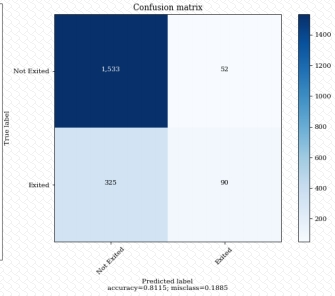 Confusion matrix
1400
Not Exited
1,533
52
1200
1000
True label
800
600
Exited
325
90
400
200
Not Exited
Exited
Predicted label
accuracy=0.8115; misclass=0.1885